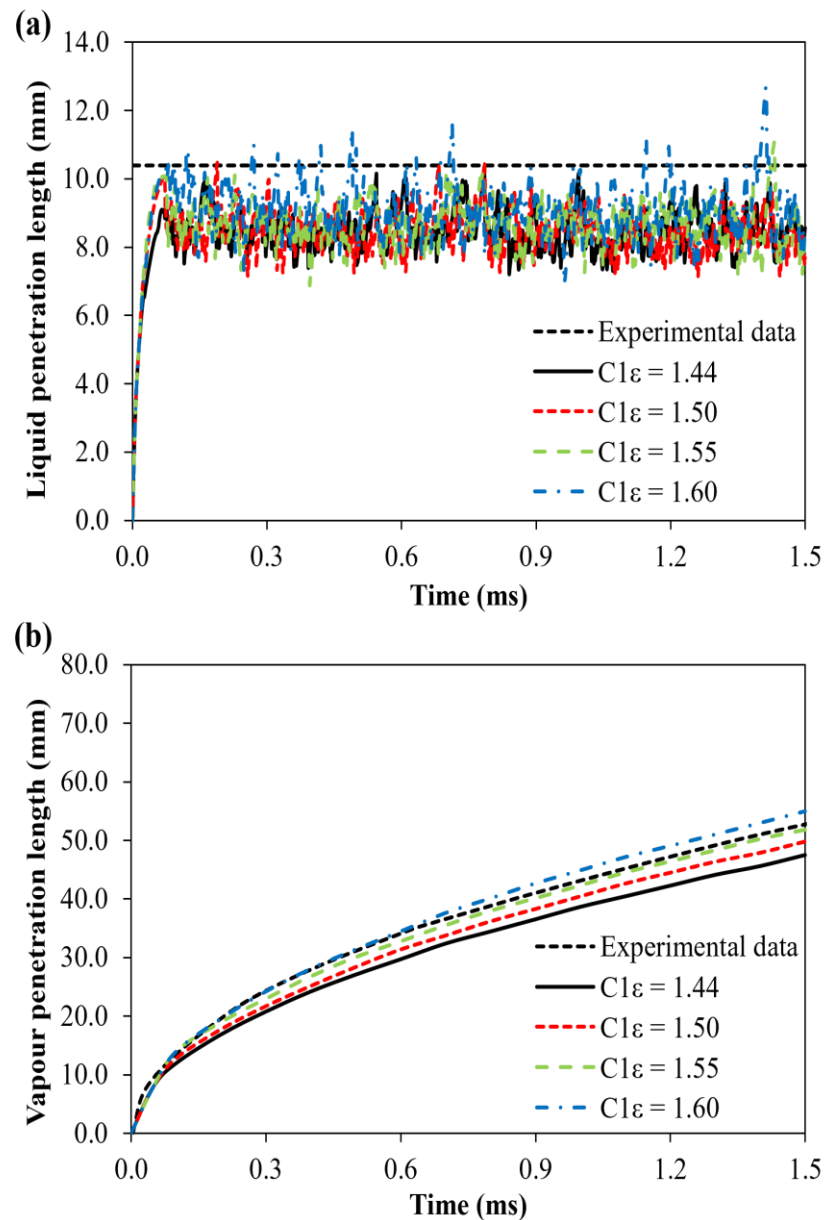 (a)
14.0
12.0
10.0
8.0
6.0
4.0
2.0
0.0
Liquid penetration length (mm)
Experimental data
C1ε = 1.44
C1ε = 1.50
C1ε = 1.55
C1ε = 1.60
0.0 0.3 0.6 0.9 1.2 1.5
Time (ms)
(b)
80.0
70.0
60.0
50.0
40.0
30.0
20.0
10.0
0.0
Vapour penetration length (mm)
Experimental data
C1ε = 1.44
C1ε = 1.50
C1ε = 1.55
C1ε = 1.60
0.0 0.3 0.6 0.9 1.2 1.5
Time (ms)